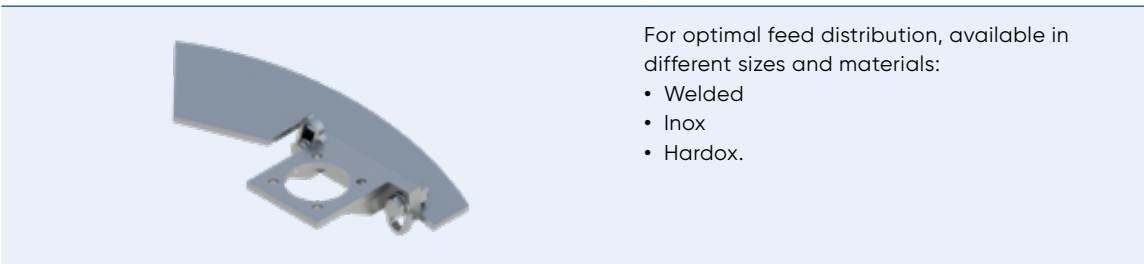 For optimal feed distribution, available in
different sizes and materials:
• Welded
• Inox
• Hardox.